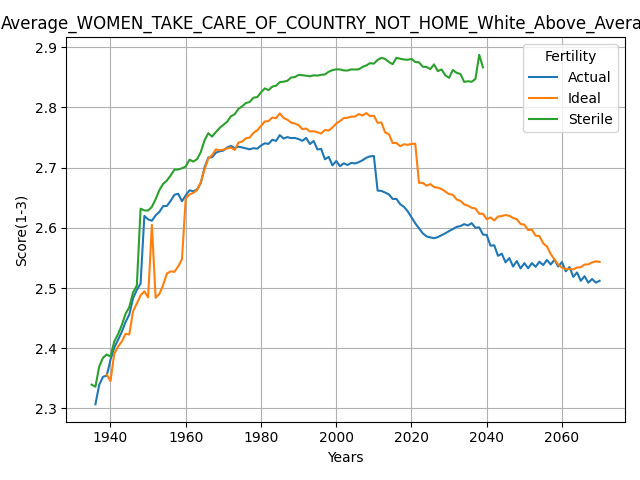 Average_WOMEN_TAKE_CARE_OF_COUNTRY_NOT_HOME_White_Above_Avera
2.9
2.8
2.7
2.6
2.5
2.4
2.3
Score(1-3)
Fertility
Actual
Ideal
Sterile
1940 1960 1980 2000 2020 2040 2060
Years